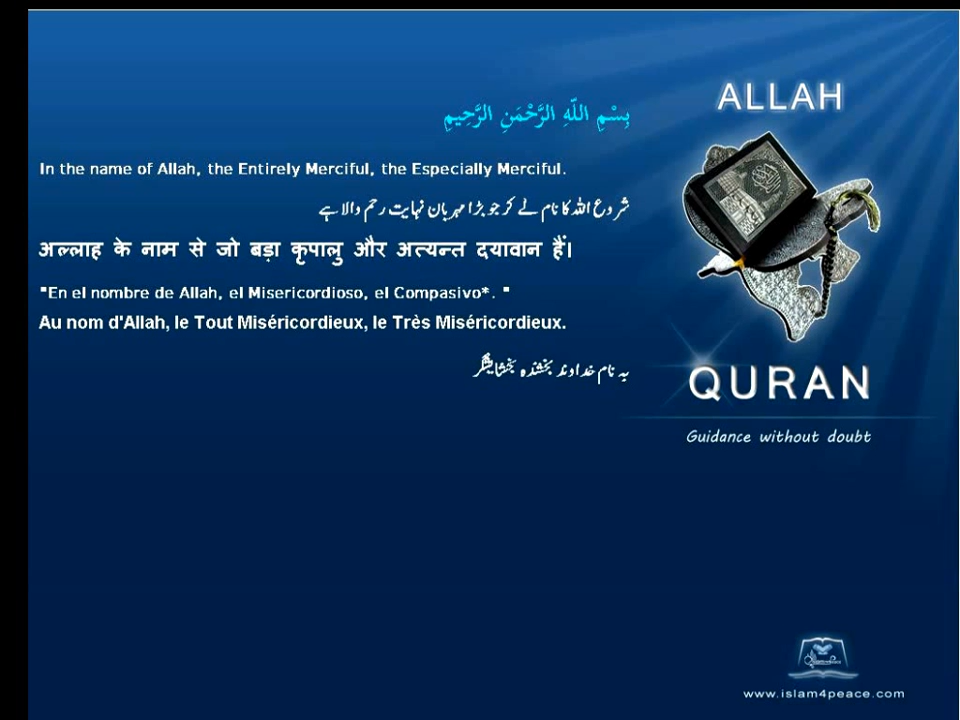 بِسْمِ اللّهِ الرَّحْمَنِ الرَّحِيمِ
In the name of Allah, the Entirely Merciful, the Especially Merciful.
شروع اللہ کا نام لے کر جو بڑا مہربان نہایت رحم والا ہے
अल्लाह के नाम से जो बड़ा कृपालु और अत्यन्त दयावान हैं।
"En el nombre de Allah, el Misericordioso, el Compasivo*. "
Au nom d'Allah, le Tout Miséricordieux, le Très Miséricordieux.
به نام خداوند بخشنده بخشایشگر
ALLAH
QURAN
Guidance without doubt
www.islam4peace.com